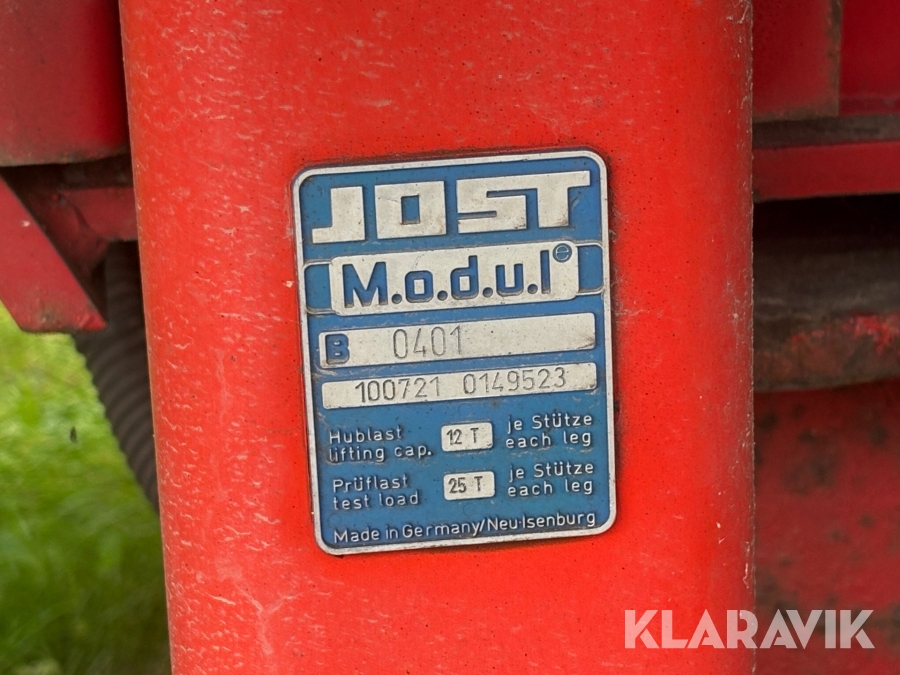 JOST
M.o.d.u.l
B 0401
100721 0149523
Hublast 12 T je Stütze
lifting cap. each leg
Prüflast 25 T je Stütze
test load each leg
Made in Germany/Neu-Isenburg
KLARAVIK